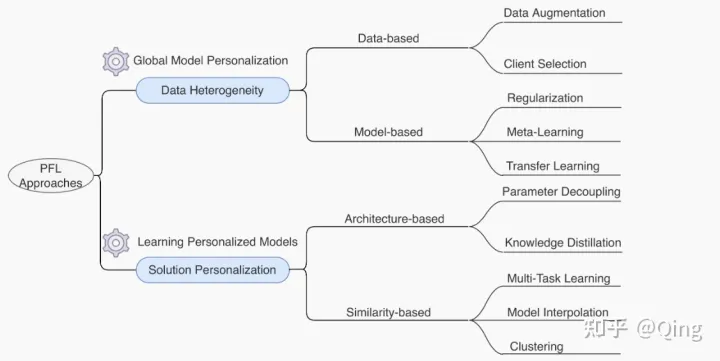 Data Augmentation
Data-based
Global Model Personalization
Client Selection
Data Heterogeneity
Regularization
Model-based
Meta-Learning
Transfer Learning
PFL
Approaches
Parameter Decoupling
Architecture-based
Learning Personalized Models
Knowledge Distillation
Solution Personalization
Multi-Task Learning
Similarity-based
Model Interpolation
Clustering
知乎 @Qing